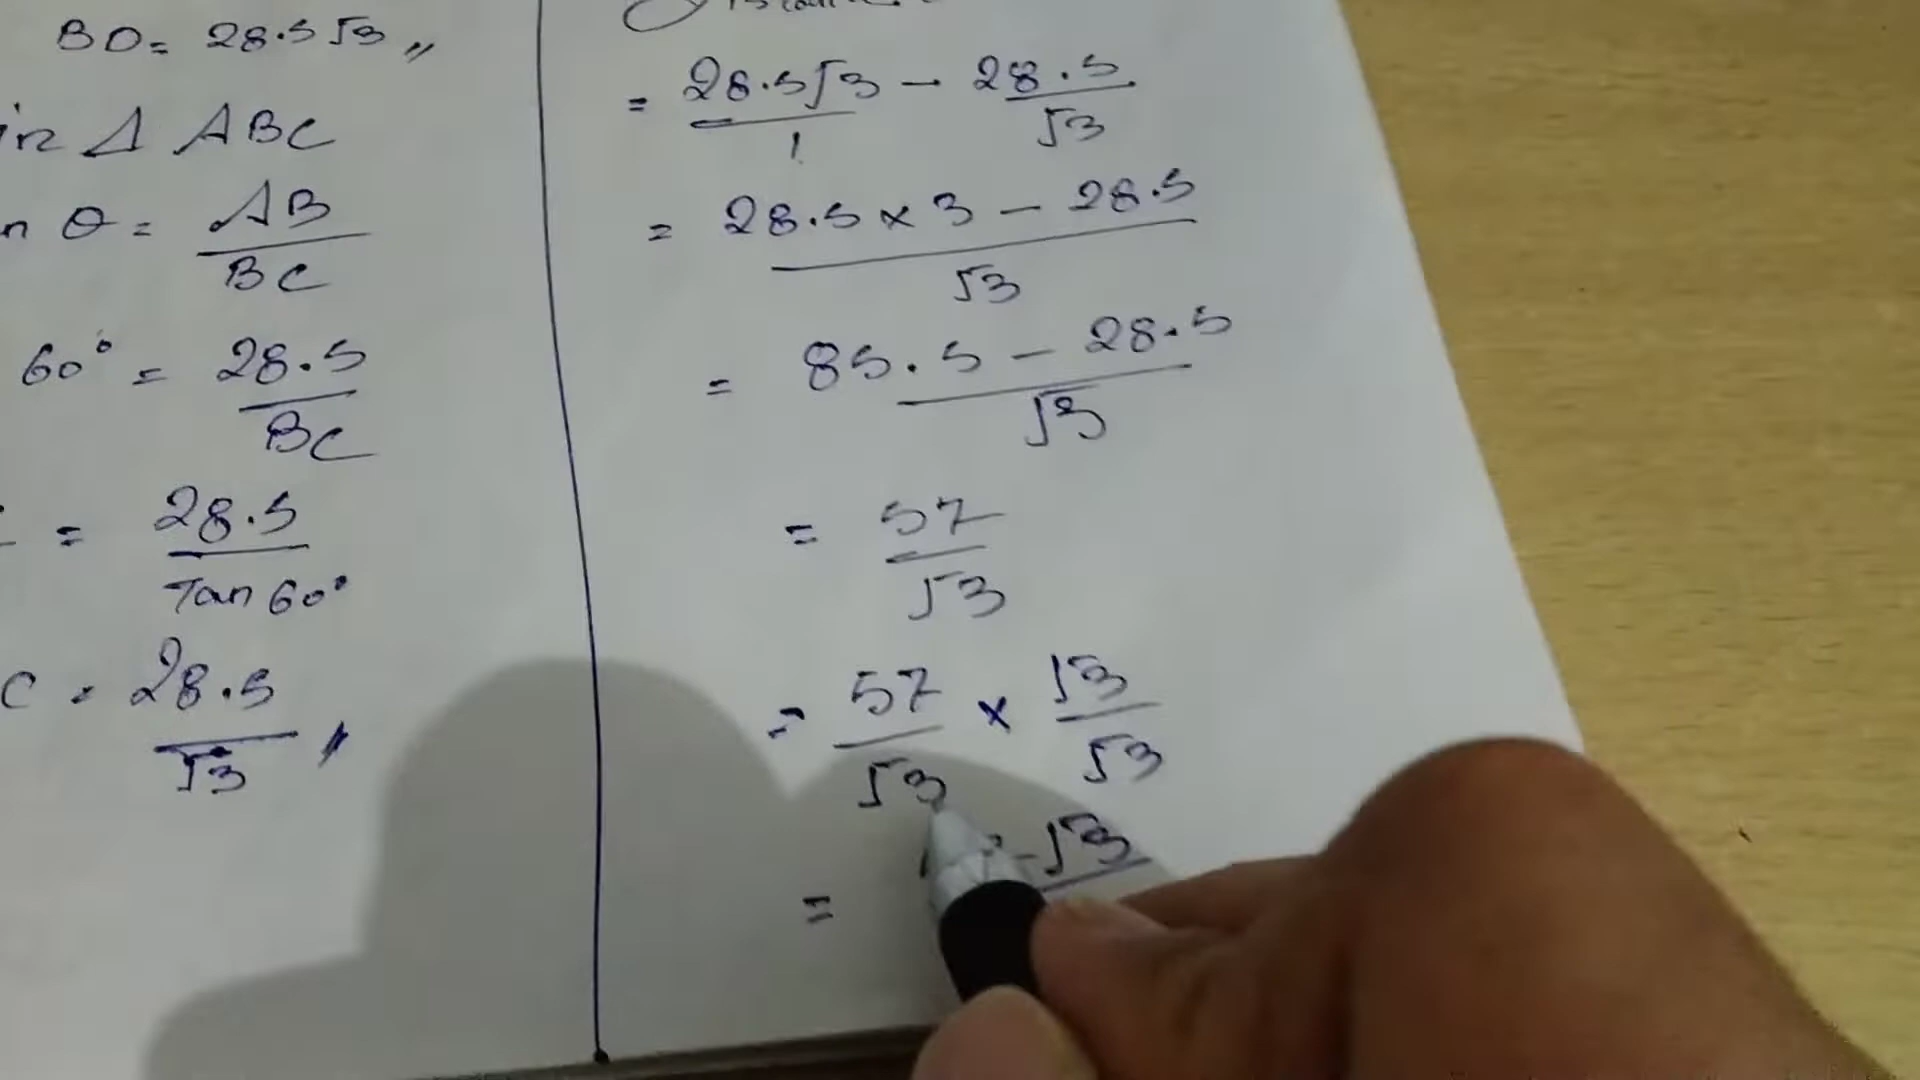 BD = 28.5√3 ,,
in Δ ABC
n θ = AB
BC
60° = 28.5
BC
= 28.5
Tan 60°
C = 28.5
√3 ,,
= 28.5√3 - 28.5
1 √3
= 28.5 × 3 - 28.5
√3
= 85.5 - 28.5
√3
= 57
√3
= 57 × √3
√3 √3
= √3